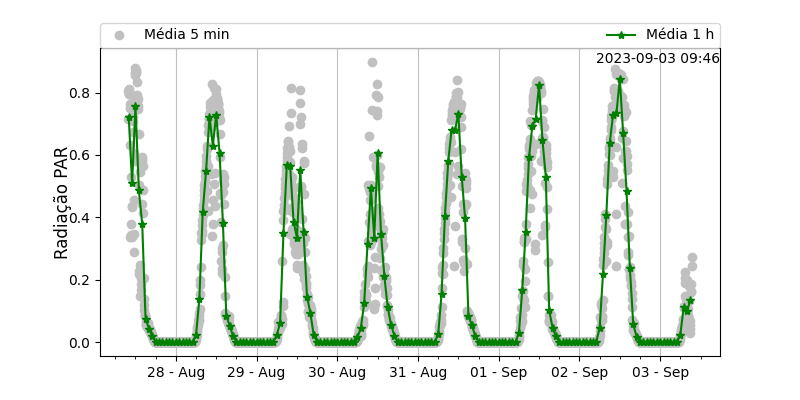 Média 5 min
Média 1 h
2023-09-03 09:46
Radiação PAR
0.8
0.6
0.4
0.2
0.0
28 - Aug
29 - Aug
30 - Aug
31 - Aug
01 - Sep
02 - Sep
03 - Sep